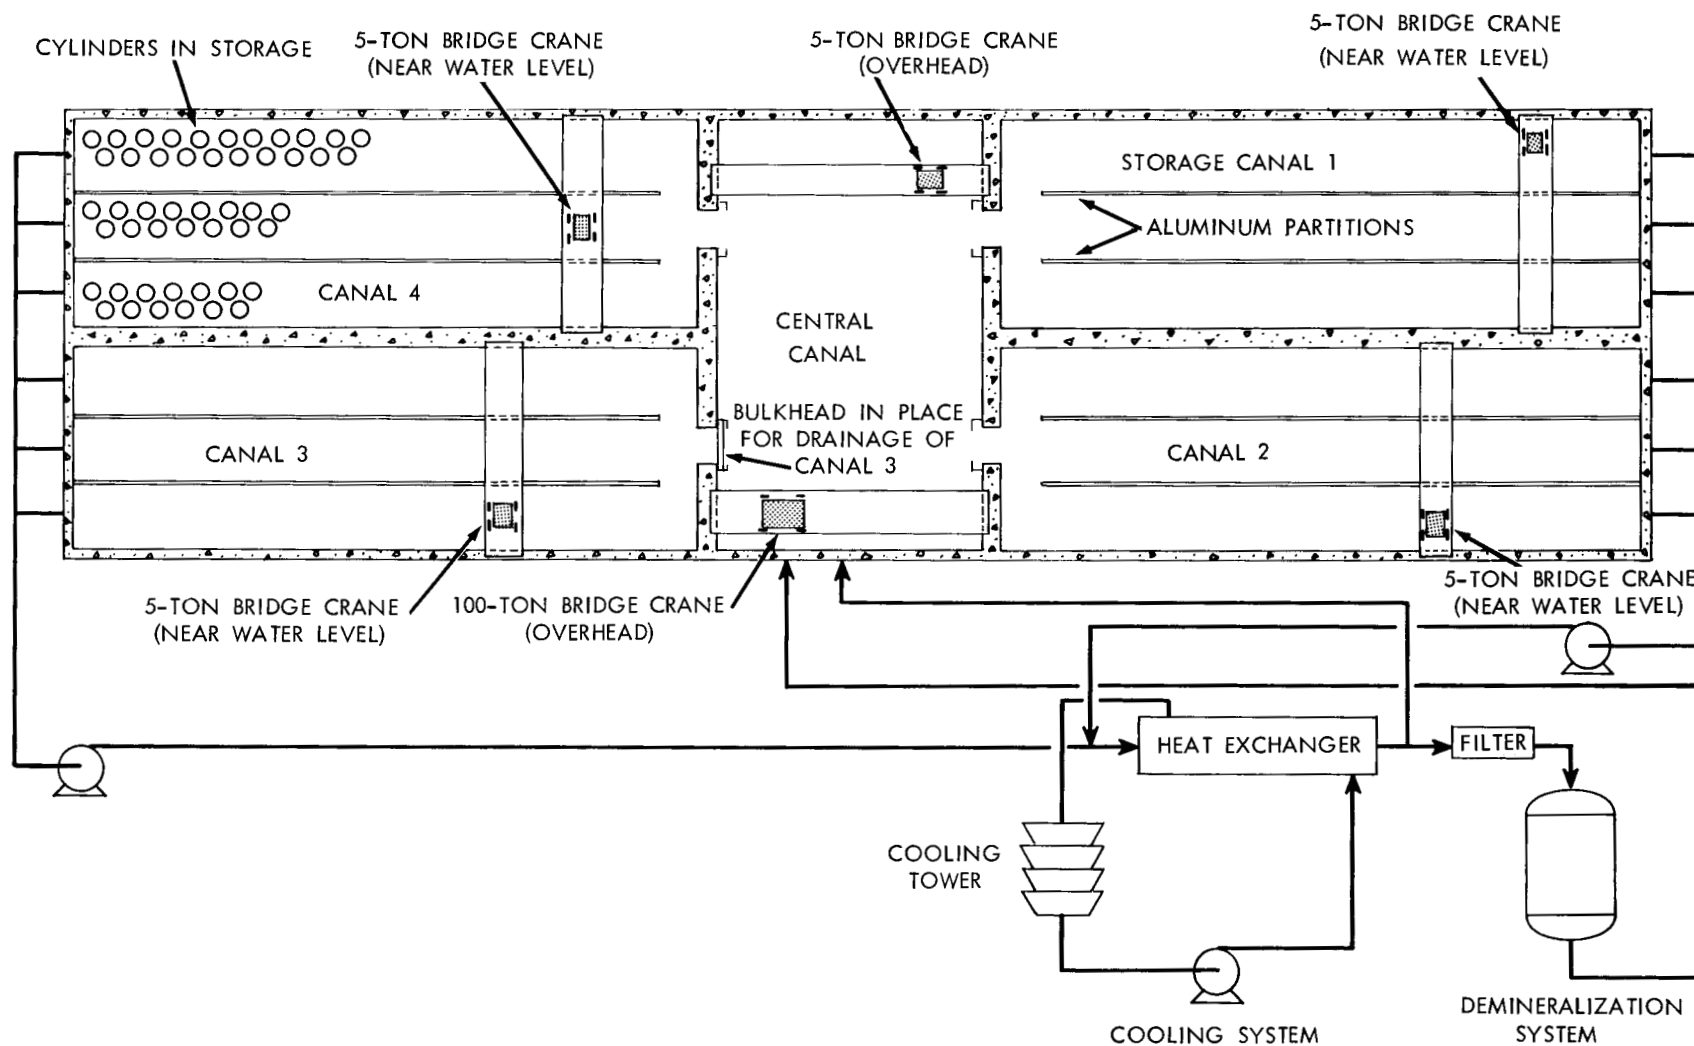 CYLINDERS IN STORAGE
5-TON BRIDGE CRANE
(NEAR WATER LEVEL)
5-TON BRIDGE CRANE
(OVERHEAD)
5-TON BRIDGE CRANE
(NEAR WATER LEVEL)
STORAGE CANAL 1
ALUMINUM PARTITIONS
CANAL 4
CENTRAL
CANAL
BULKHEAD IN PLACE
FOR DRAINAGE OF
CANAL 3
CANAL 3
CANAL 2
5-TON BRIDGE CRANE
(NEAR WATER LEVEL)
100-TON BRIDGE CRANE
(OVERHEAD)
5-TON BRIDGE CRANE
(NEAR WATER LEVEL)
HEAT EXCHANGER
FILTER
COOLING
TOWER
COOLING SYSTEM
DEMINERALIZATION
SYSTEM